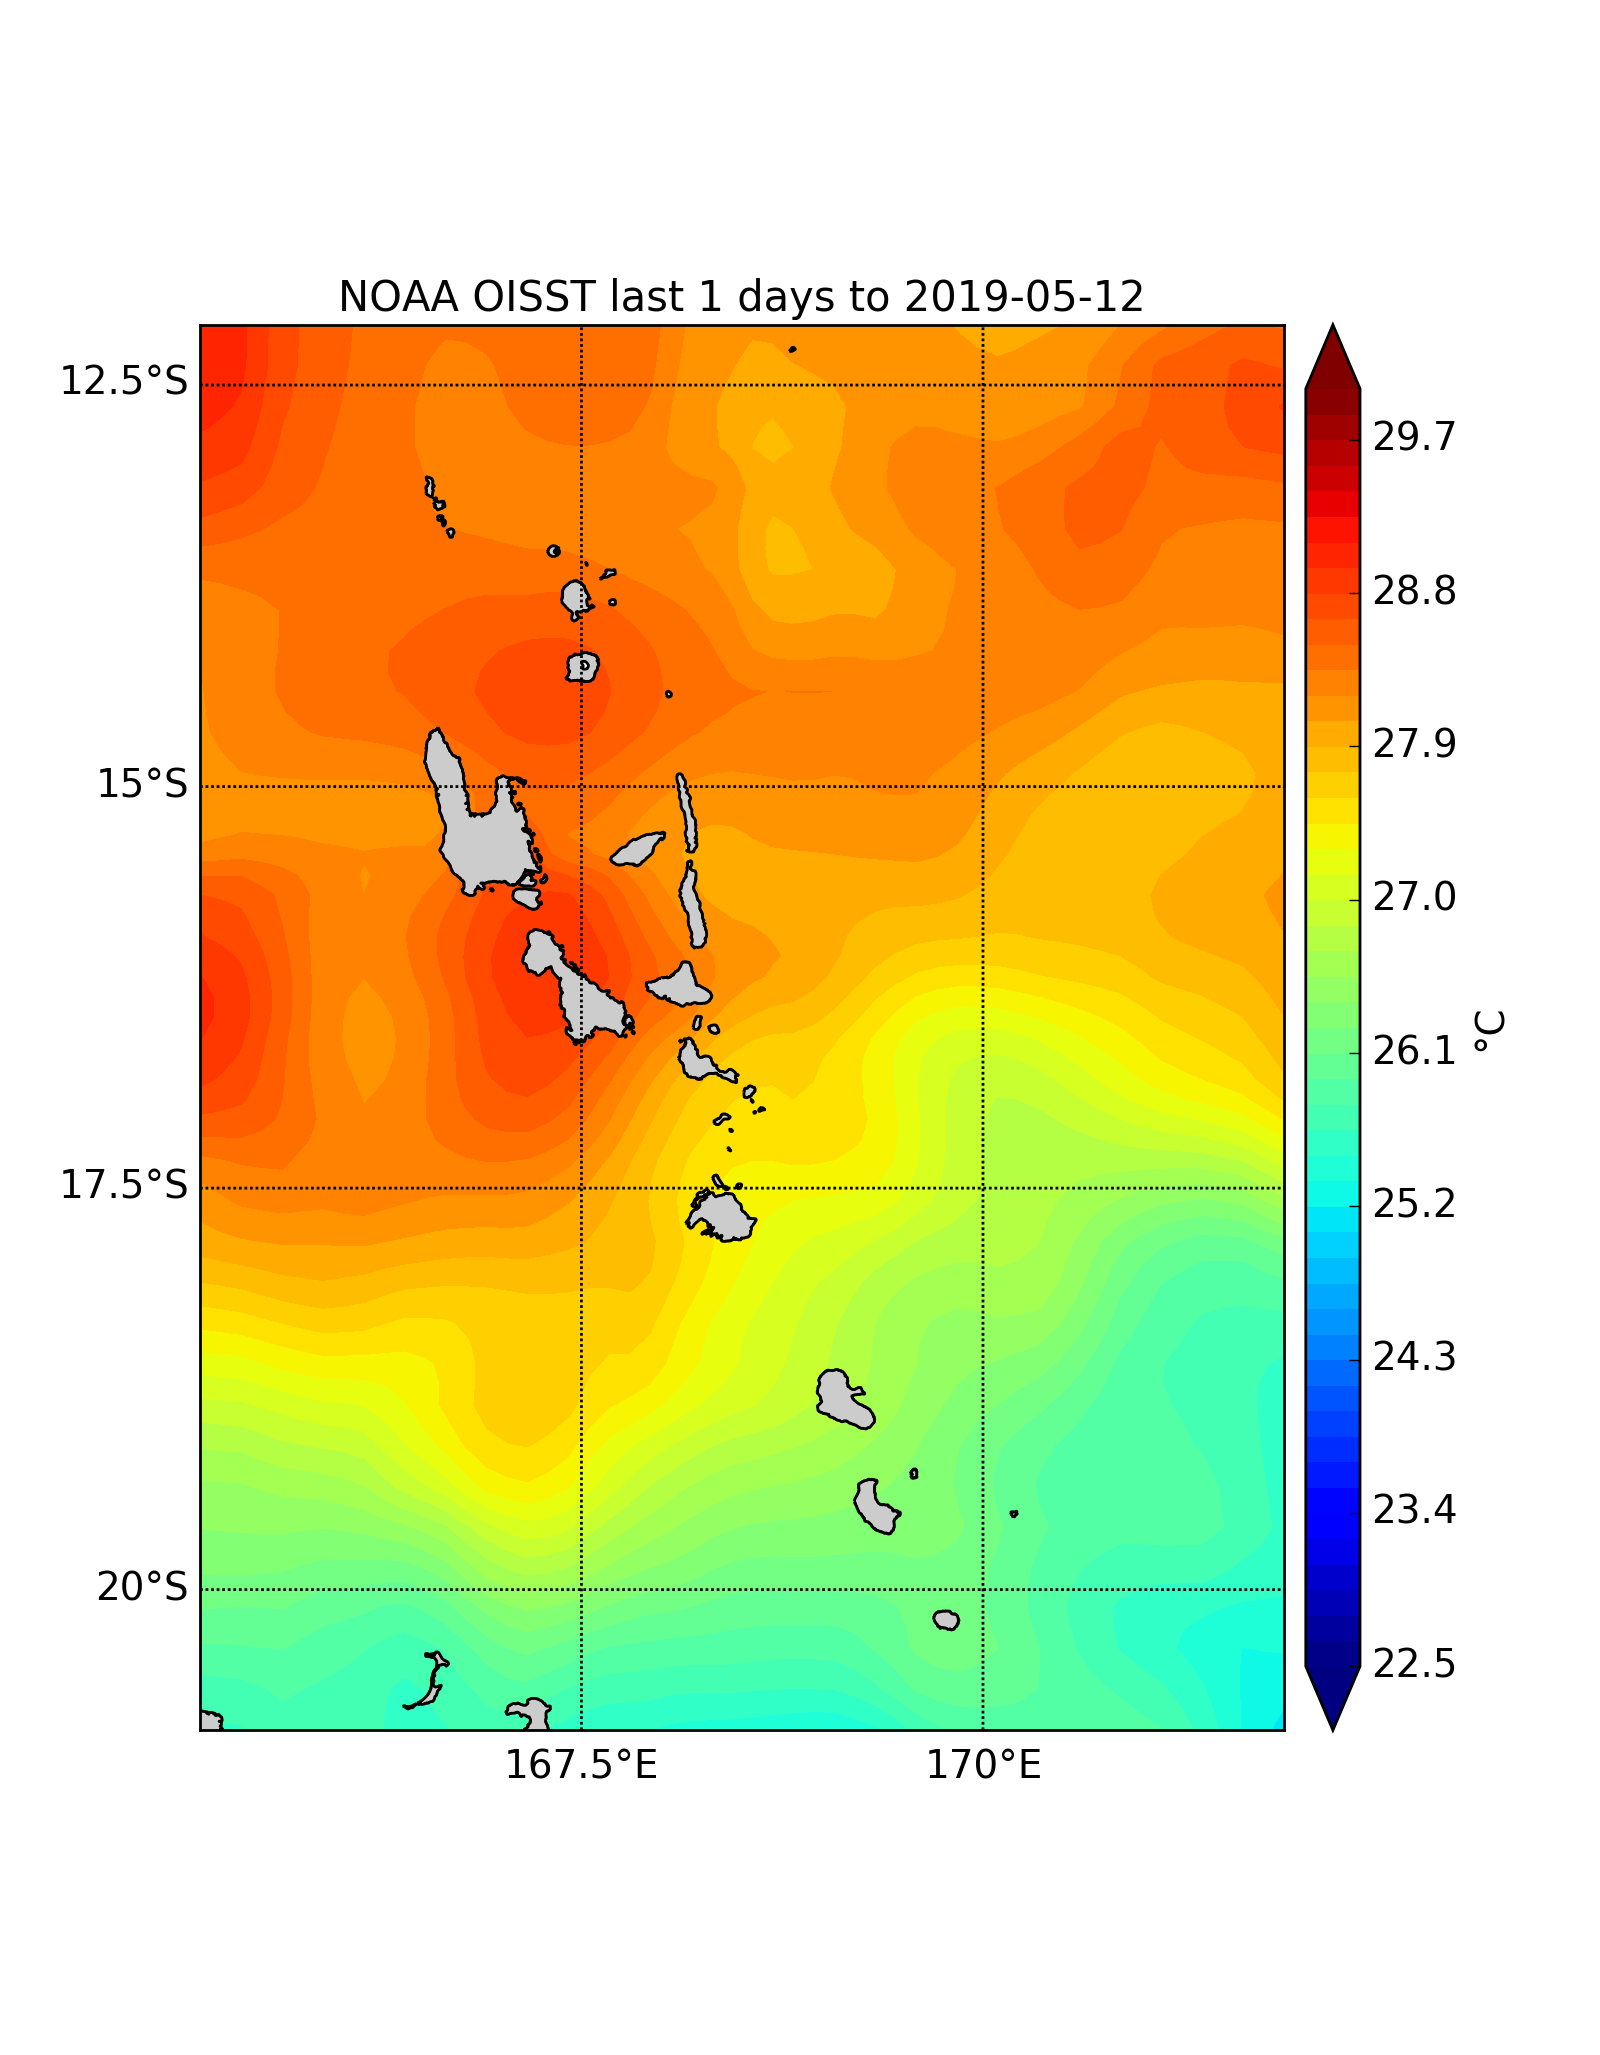 NOAA OISST last 1 days to 2019-05-12
12.5°S
15°S
17.5°S
20°S
167.5°E
170°E
29.7
28.8
27.9
27.0
26.1
25.2
24.3
23.4
22.5
°C